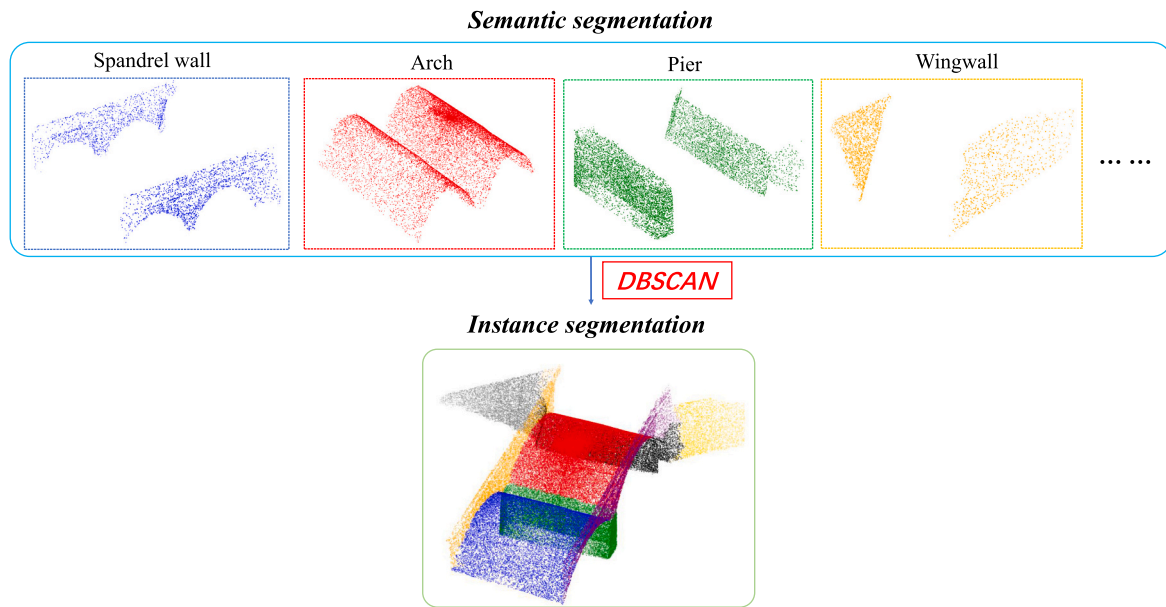 Semantic segmentation
Spandrel wall
Arch
Pier
Wingwall
... ...
DBSCAN
Instance segmentation